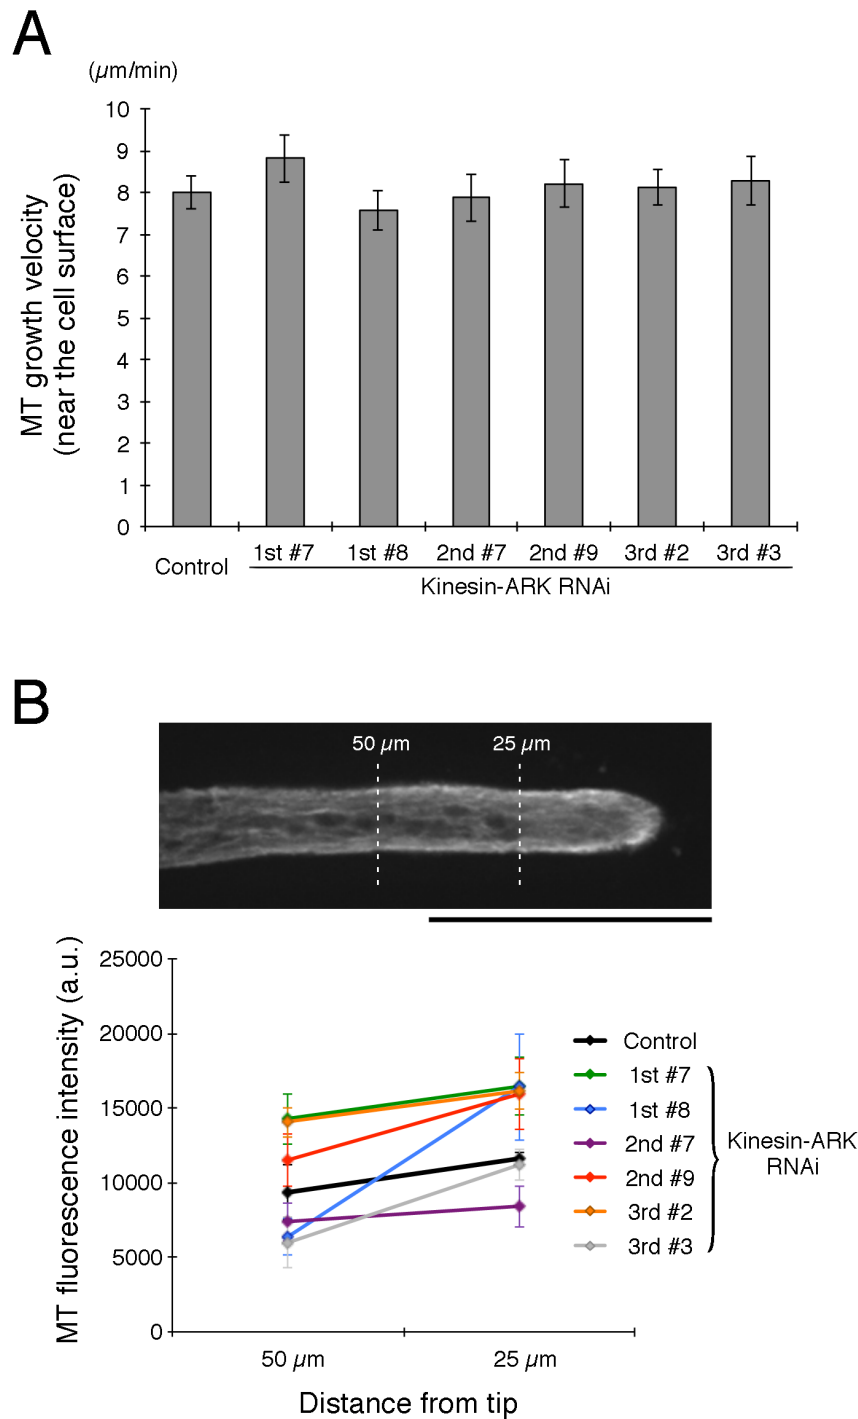 A
(µm/min)
MT growth velocity
(near the cell surface)
10
9
8
7
6
5
4
3
2
1
0
Control
1st #7
1st #8
2nd #7
2nd #9
3rd #2
3rd #3
Kinesin-ARK RNAi
B
50 µm
25 µm
MT fluorescence intensity (a.u.)
25000
20000
15000
10000
5000
0
50 µm
25 µm
Distance from tip
Control
1st #7
1st #8
2nd #7
2nd #9
3rd #2
3rd #3
Kinesin-ARK
RNAi